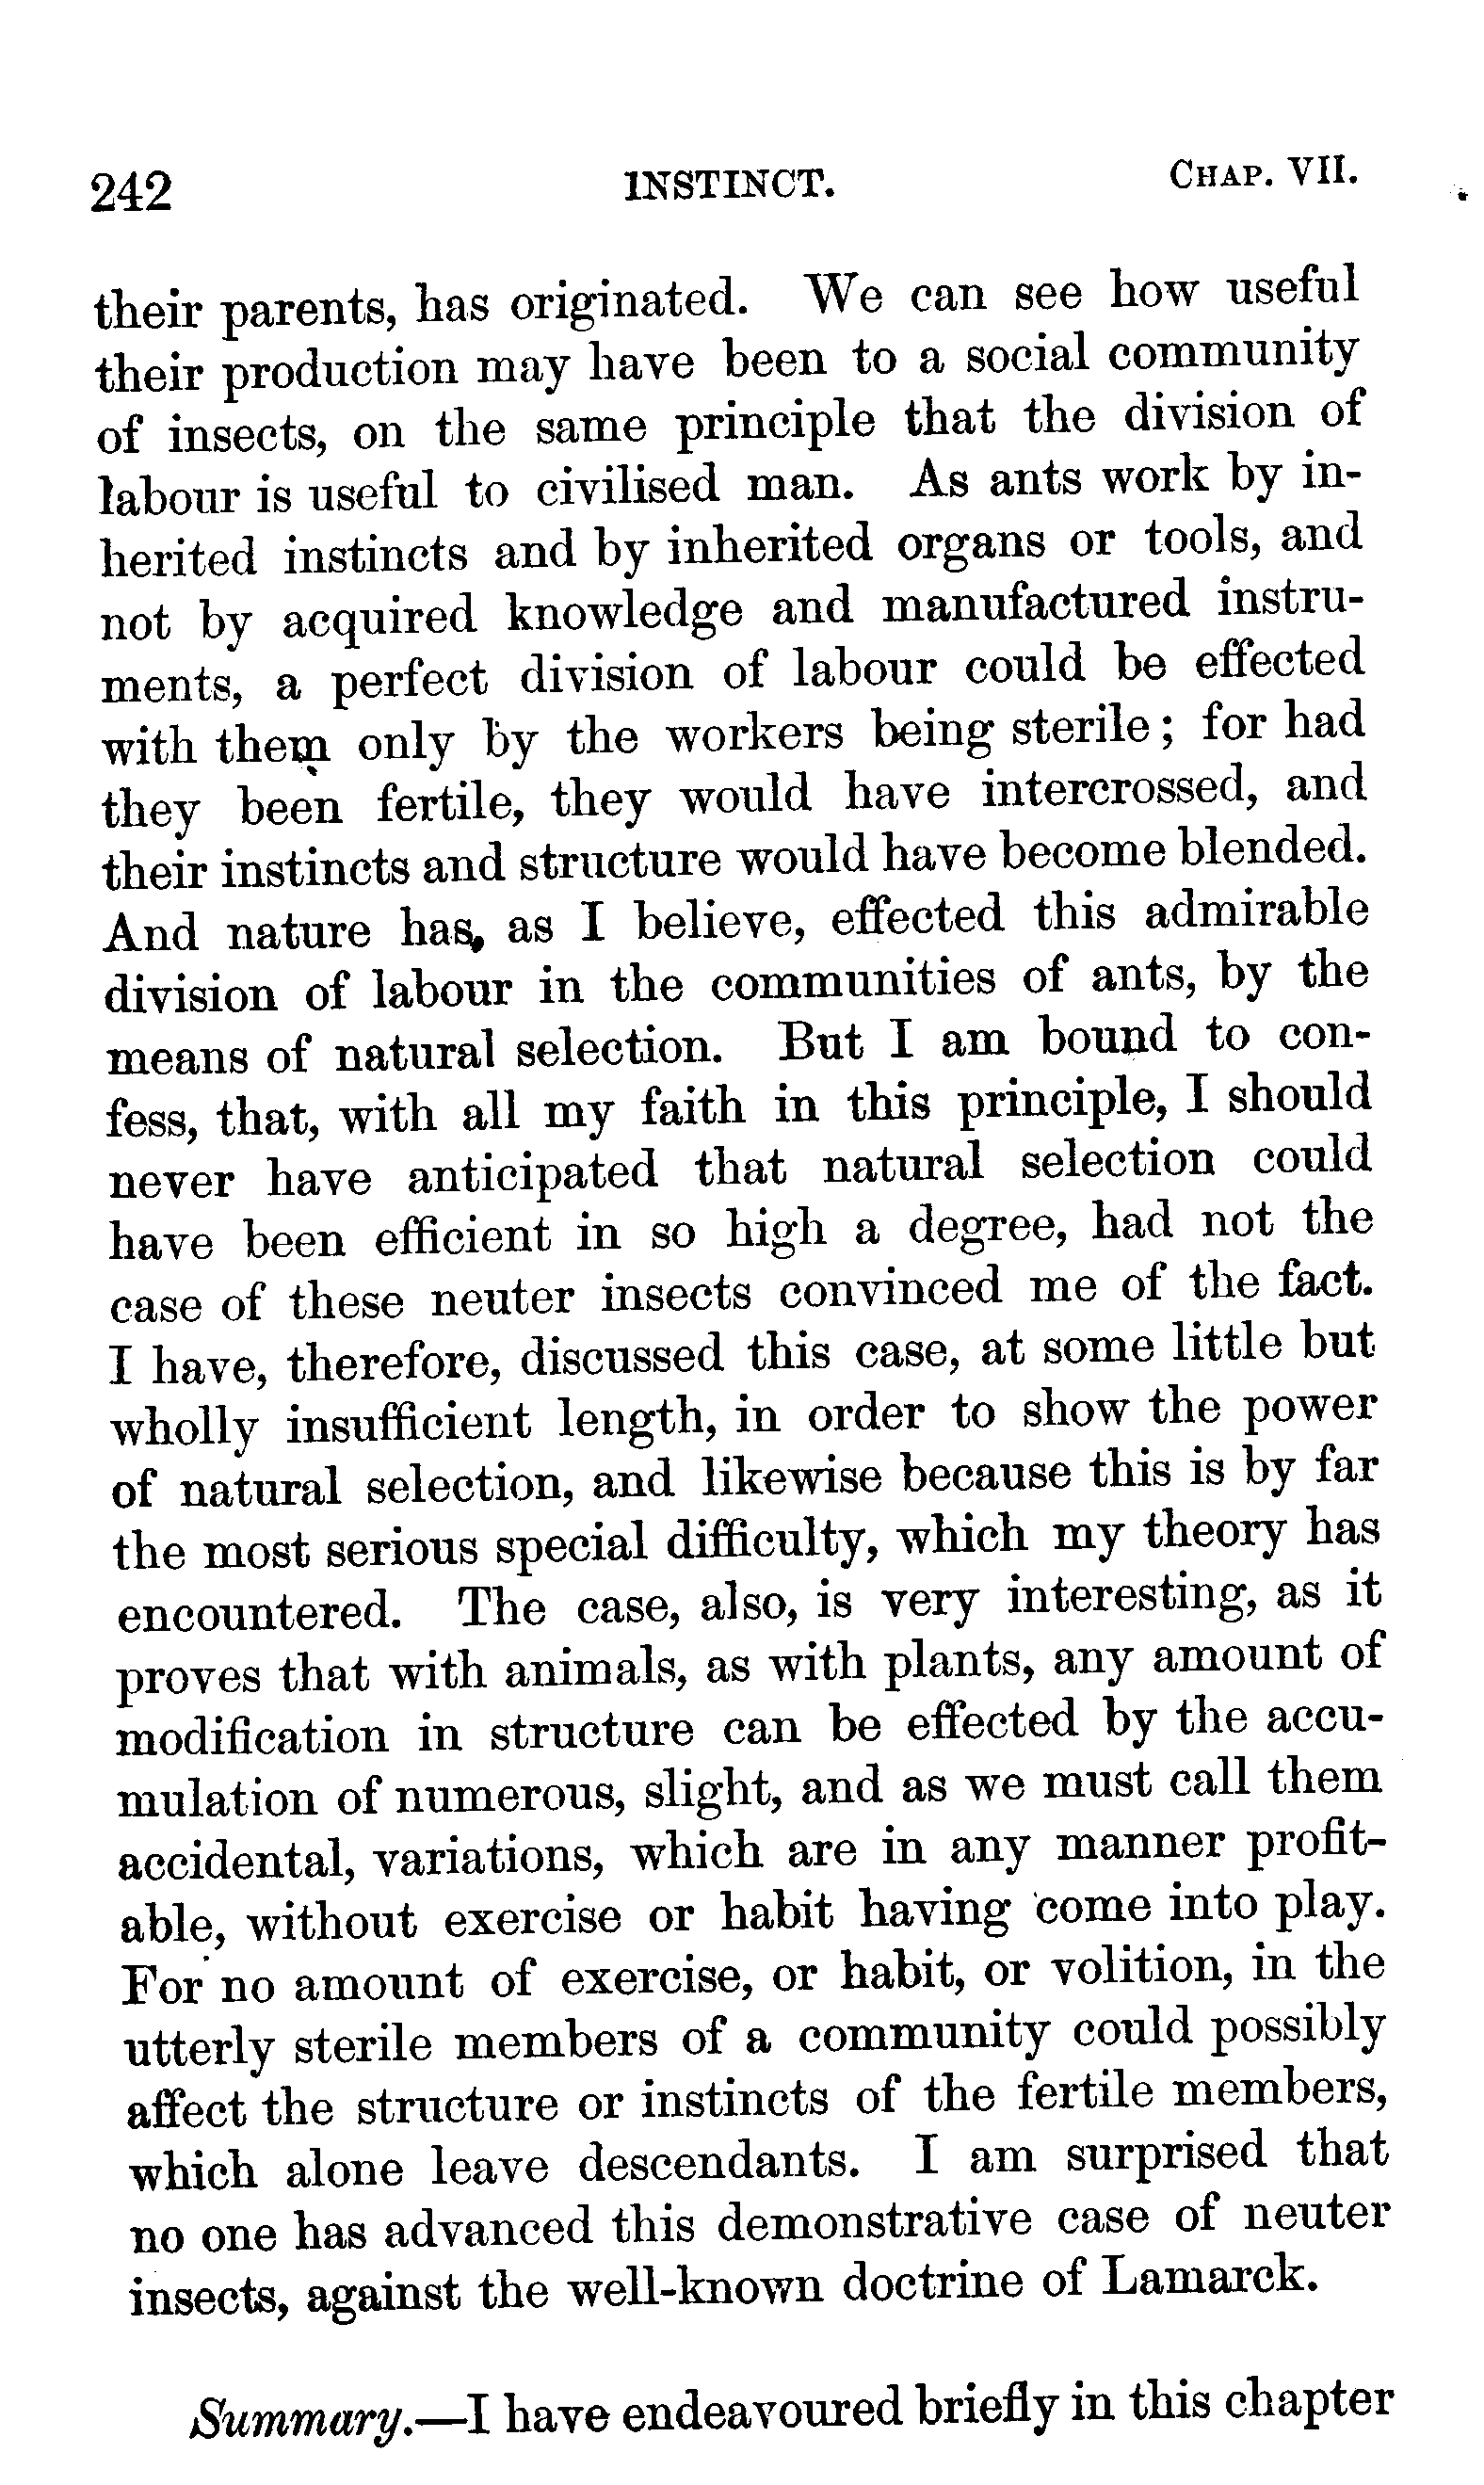 242 INSTINCT. CHAP. VII.
their parents, has originated. We can see how useful
their production may have been to a social community
of insects, on the same principle that the division of
labour is useful to civilised man. As ants work by in-
herited instincts and by inherited organs or tools, and
not by acquired knowledge and manufactured instru-
ments, a perfect division of labour could be effected
with them only by the workers being sterile; for had
they been fertile, they would have intercrossed, and
their instincts and structure would have become blended.
And nature has, as I believe, effected this admirable
division of labour in the communities of ants, by the
means of natural selection. But I am bound to con-
fess, that, with all my faith in this principle, I should
never have anticipated that natural selection could
have been efficient in so high a degree, had not the
case of these neuter insects convinced me of the fact.
I have, therefore, discussed this case, at some little but
wholly insufficient length, in order to show the power
of natural selection, and likewise because this is by far
the most serious special difficulty, which my theory has
encountered. The case, also, is very interesting, as it
proves that with animals, as with plants, any amount of
modification in structure can be effected by the accu-
mulation of numerous, slight, and as we must call them
accidental, variations, which are in any manner profit-
able, without exercise or habit having come into play.
For no amount of exercise, or habit, or volition, in the
utterly sterile members of a community could possibly
affect the structure or instincts of the fertile members,
which alone leave descendants. I am surprised that
no one has advanced this demonstrative case of neuter
insects, against the well-known doctrine of Lamarck.
Summary.—I have endeavoured briefly in this chapter